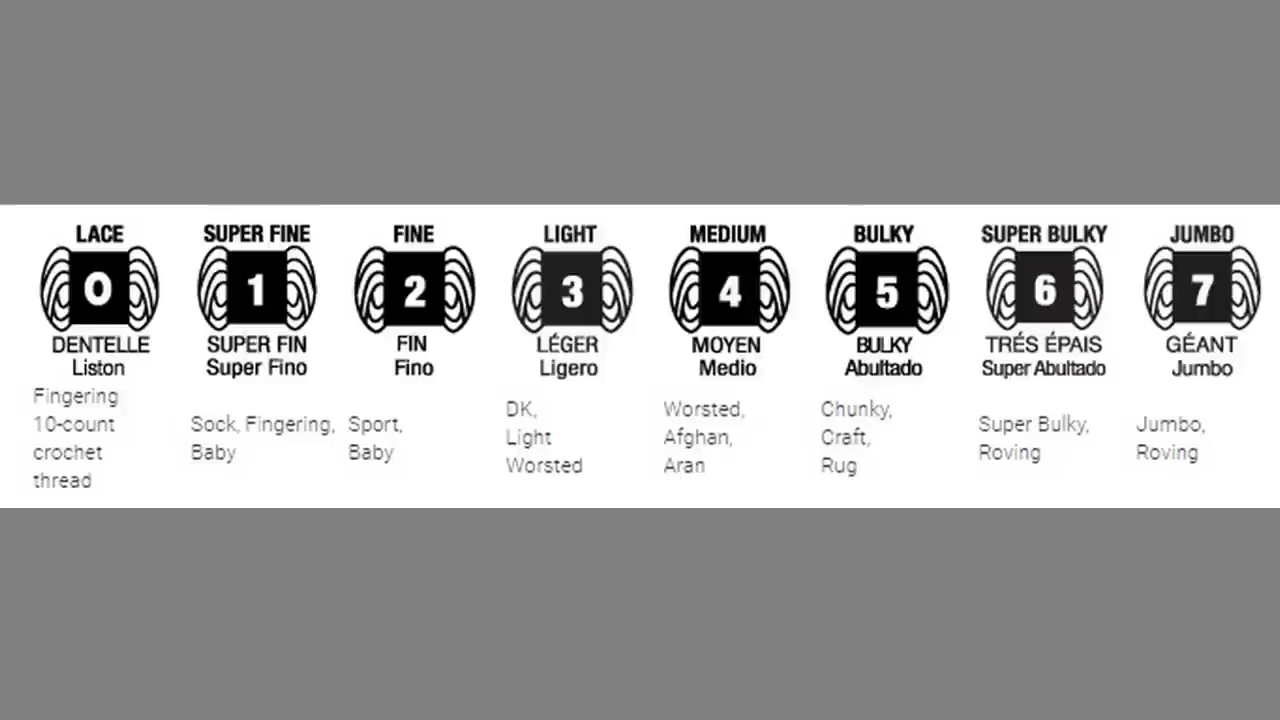 LACE
0
DENTELLE
Liston
Fingering
10-count
crochet
thread
SUPER FINE
1
SUPER FIN
Super Fino
Sock, Fingering,
Baby
FINE
2
FIN
Fino
Sport,
Baby
LIGHT
3
LÉGER
Ligero
DK,
Light
Worsted
MEDIUM
4
MOYEN
Medio
Worsted,
Afghan,
Aran
BULKY
5
BULKY
Abultado
Chunky,
Craft,
Rug
SUPER BULKY
6
TRÉS ÉPAIS
Super Abultado
Super Bulky,
Roving
JUMBO
7
GÉANT
Jumbo
Jumbo,
Roving